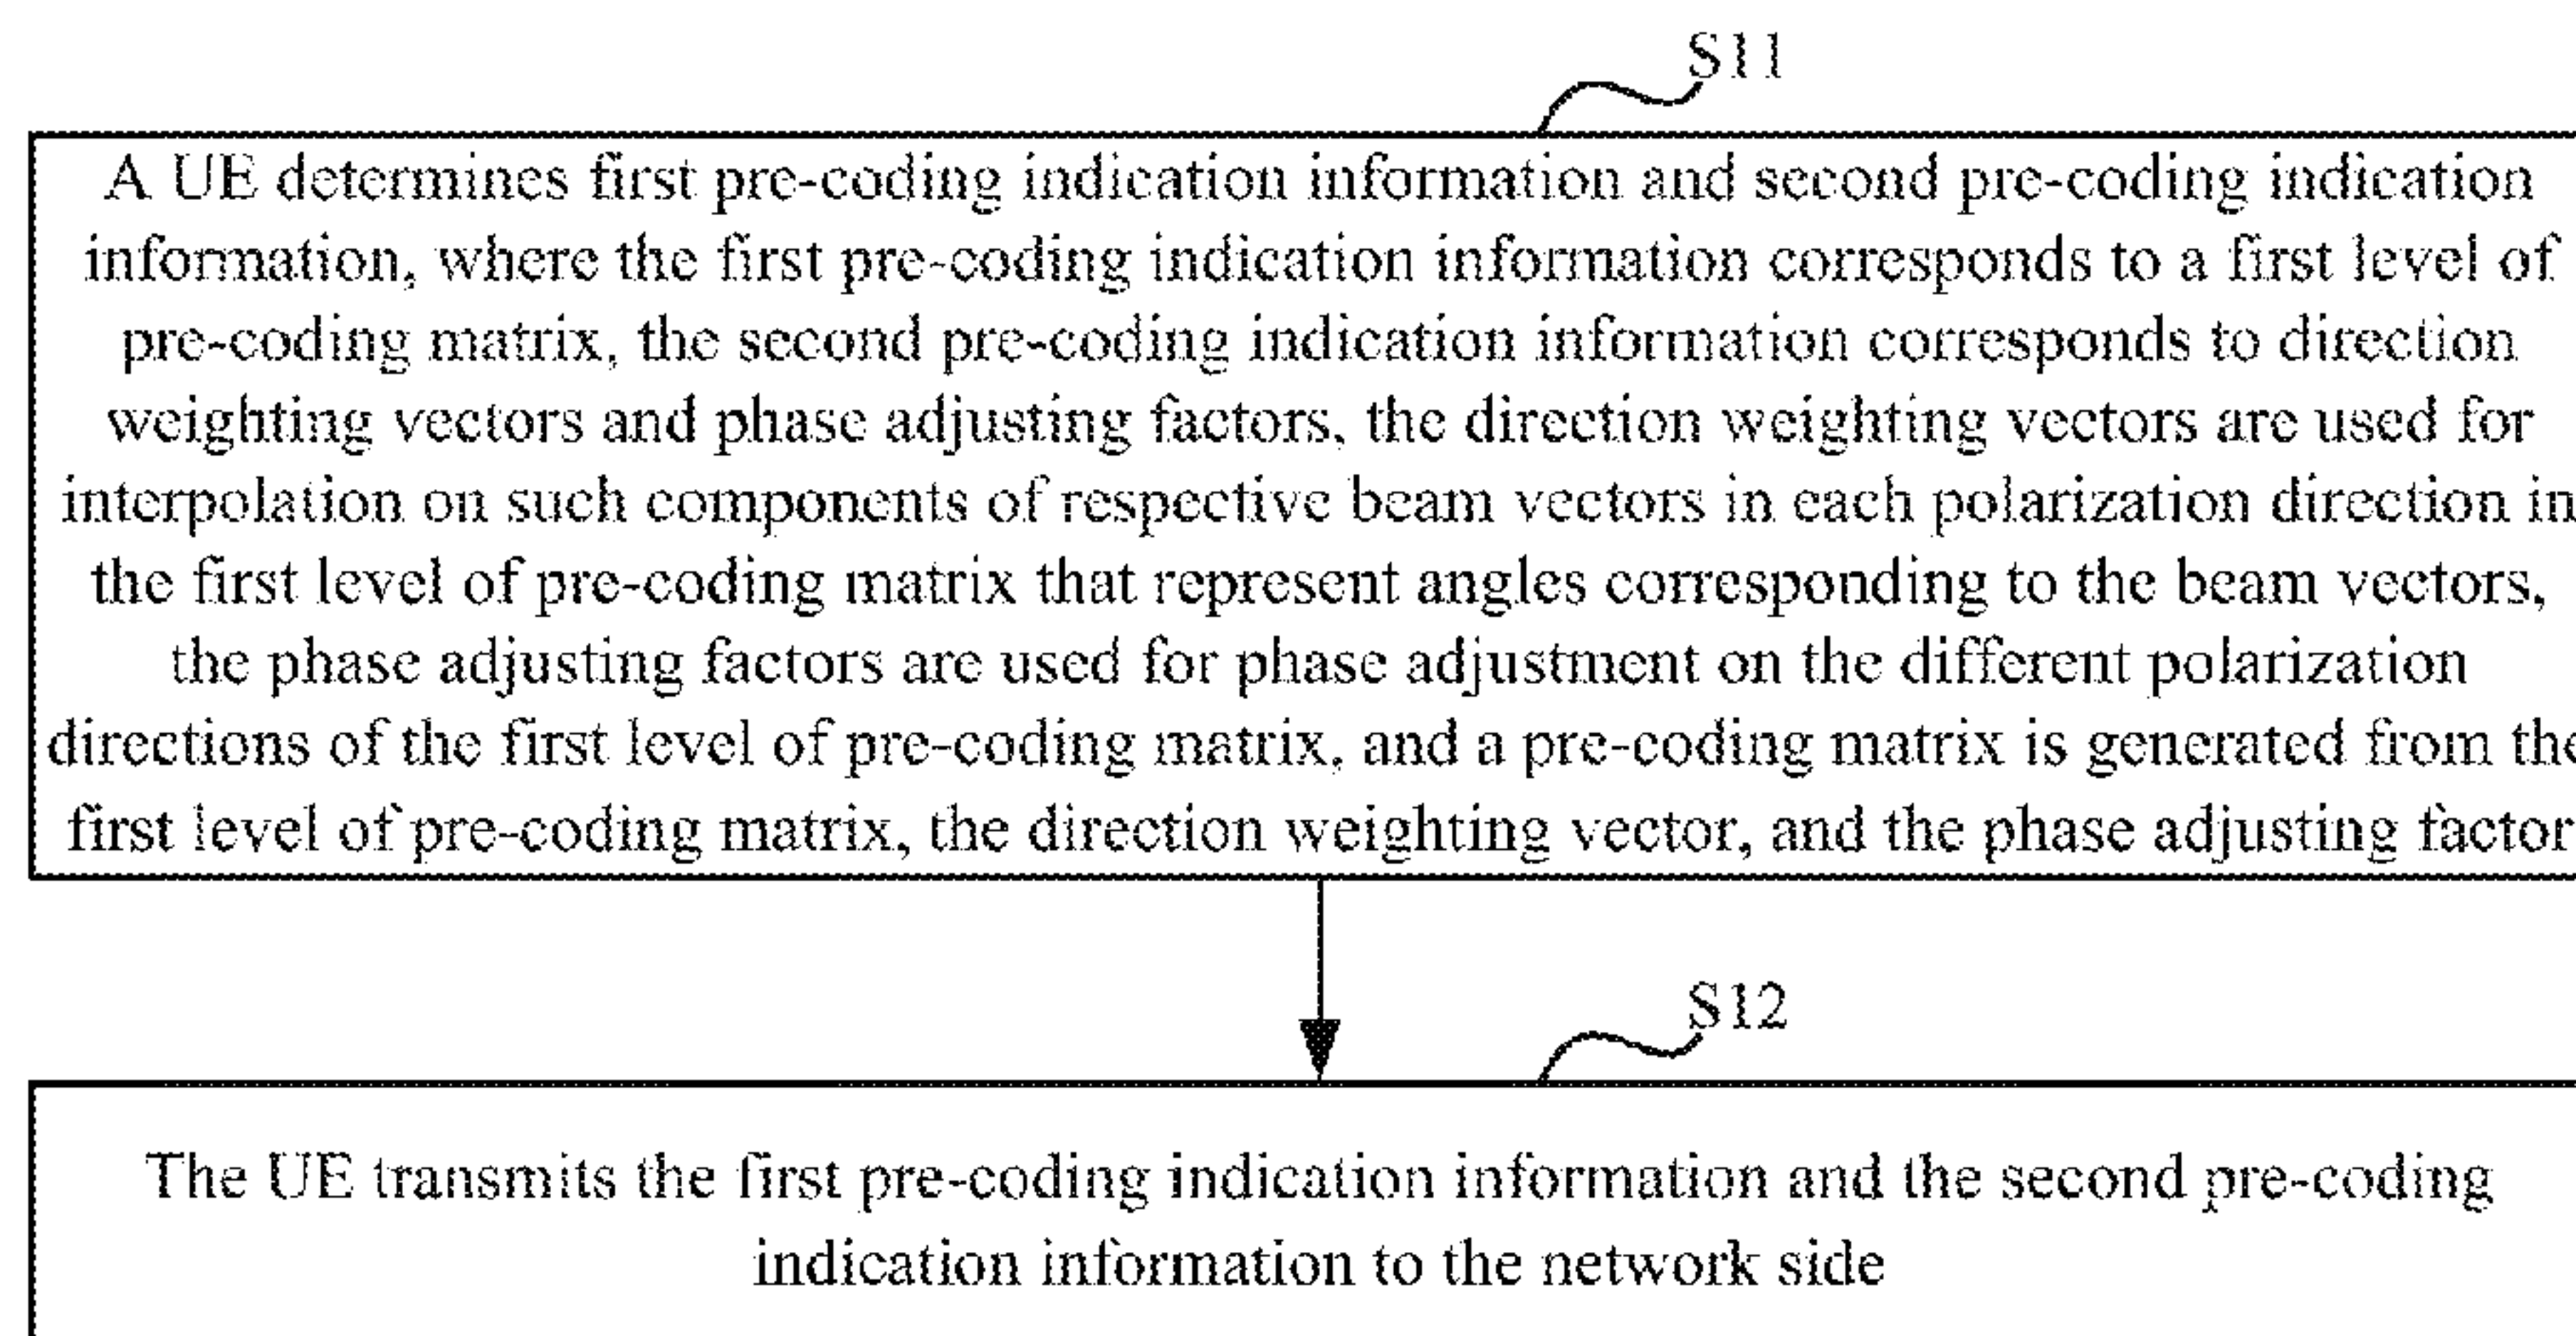 S11
A UE determines first pre-coding indication information and second pre-coding indication
information, where the first pre-coding indication information corresponds to a first level of
pre-coding matrix, the second pre-coding indication information corresponds to direction
weighting vectors and phase adjusting factors, the direction weighting vectors are used for
interpolation on such components of respective beam vectors in each polarization direction in
the first level of pre-coding matrix that represent angles corresponding to the beam vectors,
the phase adjusting factors are used for phase adjustment on the different polarization
directions of the first level of pre-coding matrix, and a pre-coding matrix is generated from the
first level of pre-coding matrix, the direction weighting vector, and the phase adjusting factor
S12
The UE transmits the first pre-coding indication information and the second pre-coding
indication information to the network side